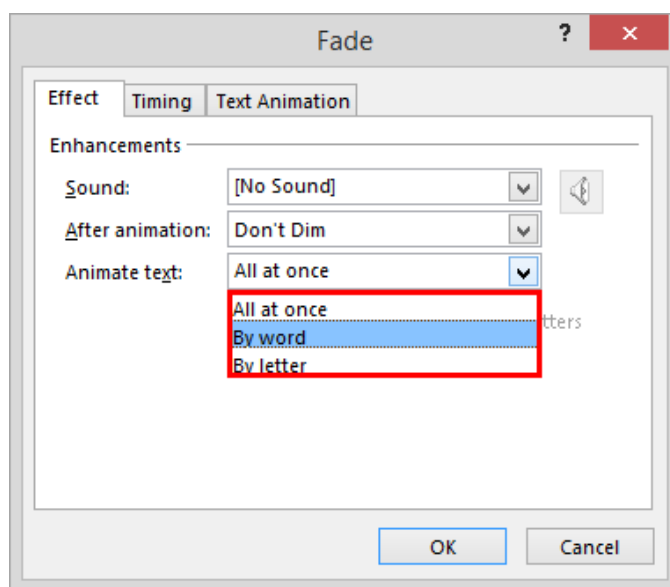 Fade ?
Effect Timing Text Animation
Enhancements
Sound: [No Sound]
After animation: Don't Dim
Animate text: All at once
All at once
tters
By word
By letter
OK Cancel